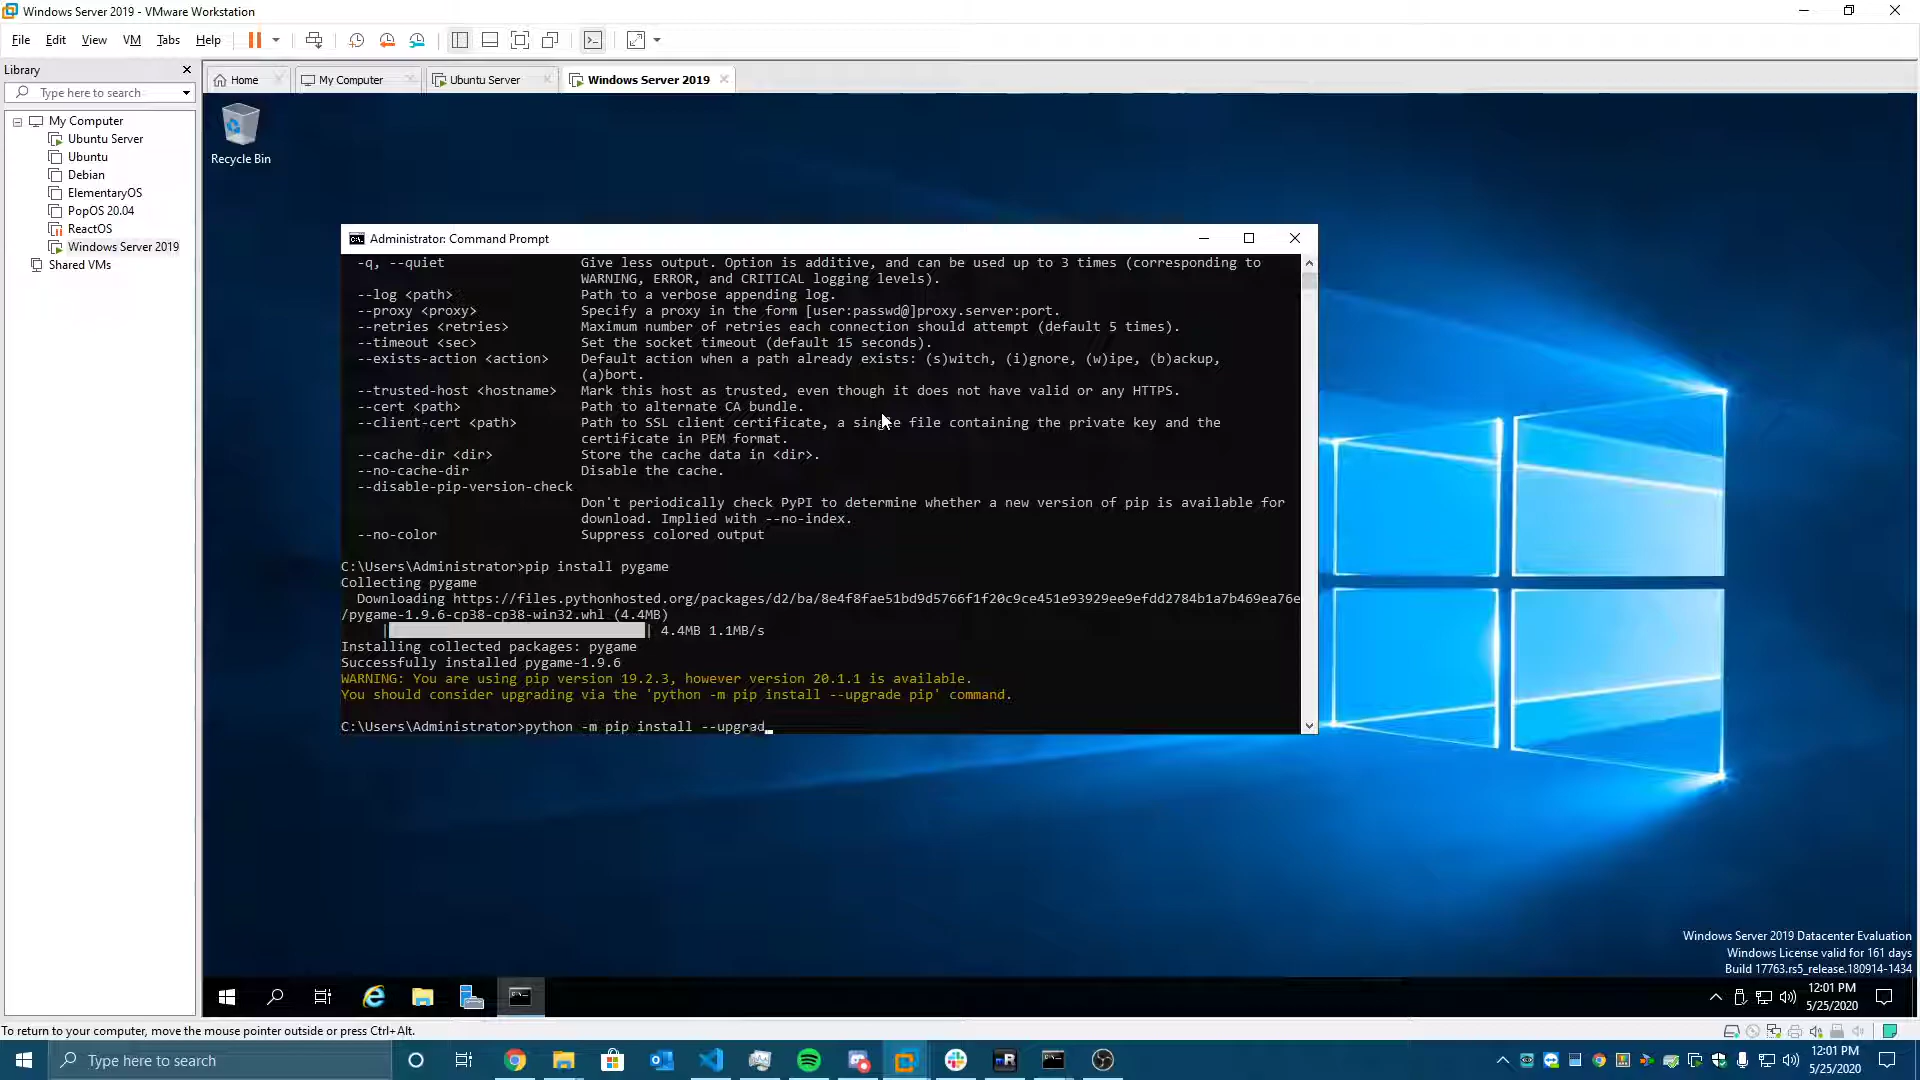 Windows Server 2019 - VMware Workstation
File Edit View VM Tabs Help
Library
Type here to search
Home
My Computer
Ubuntu Server
Windows Server 2019
My Computer
Ubuntu Server
Ubuntu
Debian
ElementaryOS
PopOS 20.04
ReactOS
Windows Server 2019
Shared VMs
Recycle Bin
Administrator: Command Prompt
-q, --quiet Give less output. Option is additive, and can be used up to 3 times (corresponding to
WARNING, ERROR, and CRITICAL logging levels).
--log <path> Path to a verbose appending log.
--proxy <proxy> Specify a proxy in the form [user:passwd@]proxy.server:port.
--retries <retries> Maximum number of retries each connection should attempt (default 5 times).
--timeout <sec> Set the socket timeout (default 15 seconds).
--exists-action <action> Default action when a path already exists: (s)witch, (i)gnore, (w)ipe, (b)ackup,
(a)bort.
--trusted-host <hostname> Mark this host as trusted, even though it does not have valid or any HTTPS.
--cert <path> Path to alternate CA bundle.
--client-cert <path> Path to SSL client certificate, a single file containing the private key and the
certificate in PEM format.
--cache-dir <dir> Store the cache data in <dir>.
--no-cache-dir Disable the cache.
--disable-pip-version-check
Don't periodically check PyPI to determine whether a new version of pip is available for
download. Implied with --no-index.
--no-color Suppress colored output
C:\Users\Administrator>pip install pygame
Collecting pygame
Downloading https://files.pythonhosted.org/packages/d2/ba/8e4f8fae51bd9d5766f1f20c9ce451e93929ee9efdd2784b1a7b469ea76e
/pygame-1.9.6-cp38-cp38-win32.whl (4.4MB)
| | 4.4MB 1.1MB/s
Installing collected packages: pygame
Successfully installed pygame-1.9.6
WARNING: You are using pip version 19.2.3, however version 20.1.1 is available.
You should consider upgrading via the 'python -m pip install --upgrade pip' command.
C:\Users\Administrator>python -m pip install --upgrad_
Windows Server 2019 Datacenter Evaluation
Windows License valid for 161 days
Build 17763.rs5_release.180914-1434
12:01 PM
5/25/2020
To return to your computer, move the mouse pointer outside or press Ctrl+Alt.
Type here to search
12:01 PM
5/25/2020